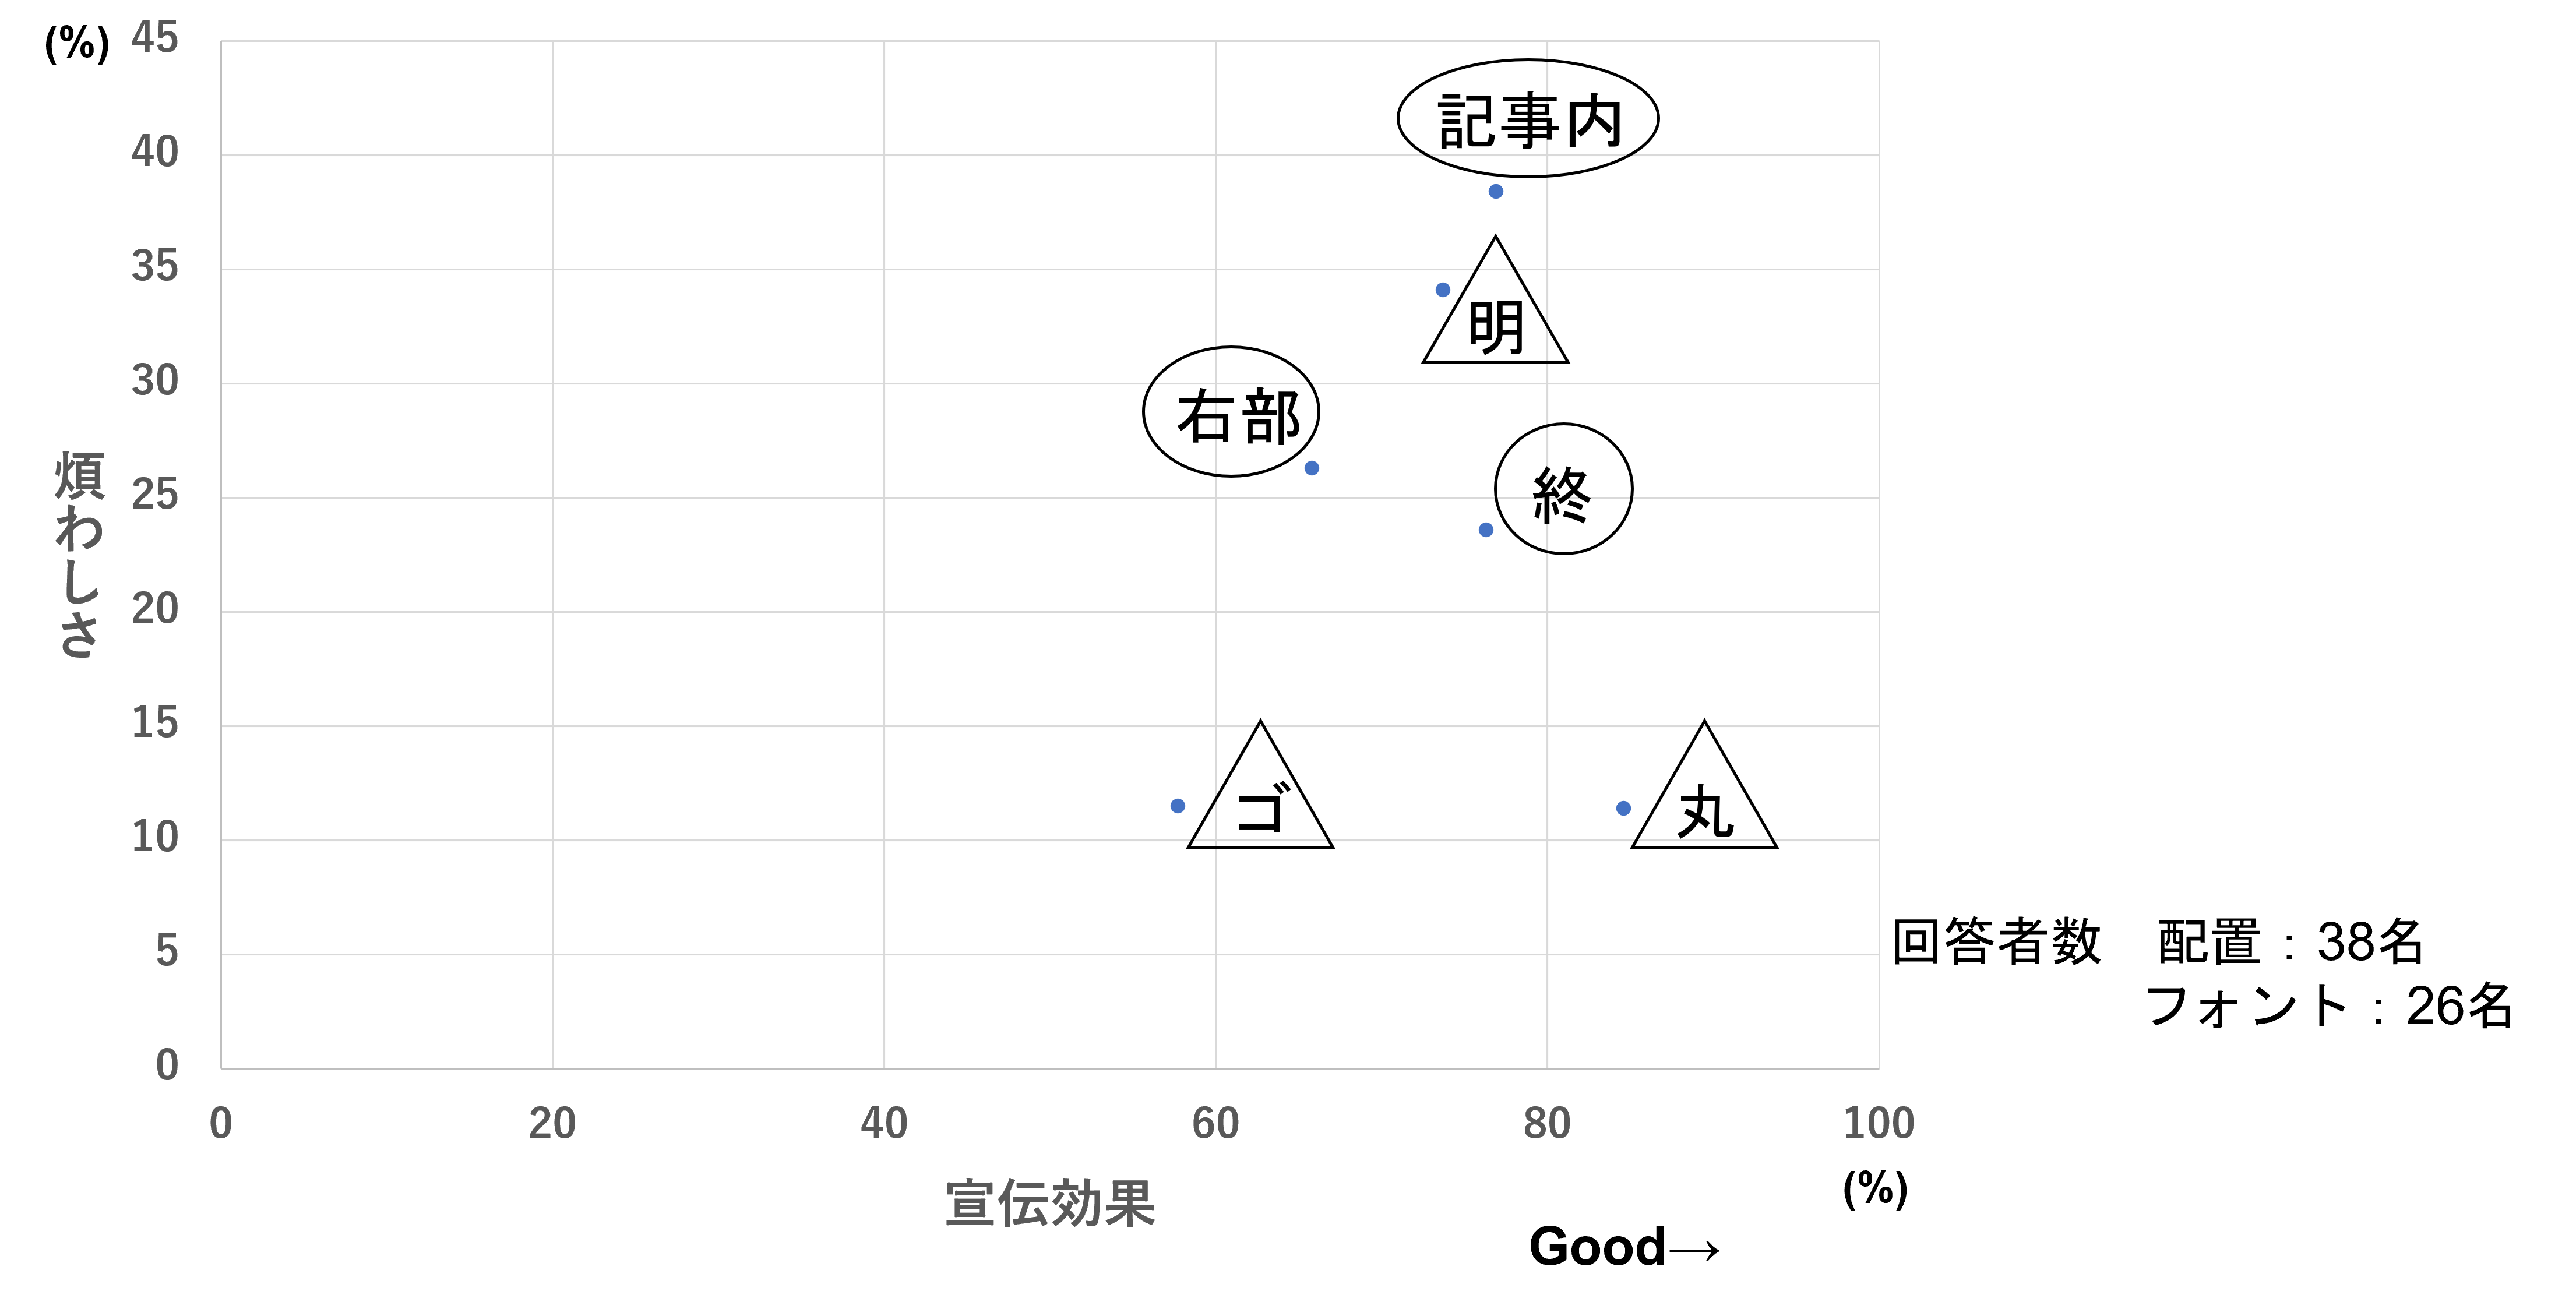 (%)
45
40
35
30
25
20
15
10
5
0
煩わしさ
記事内
明
右部
終
ゴ
丸
回答者数　配置：38名
フォント：26名
0 20 40 60 80 100
(%)
宣伝効果
Good→